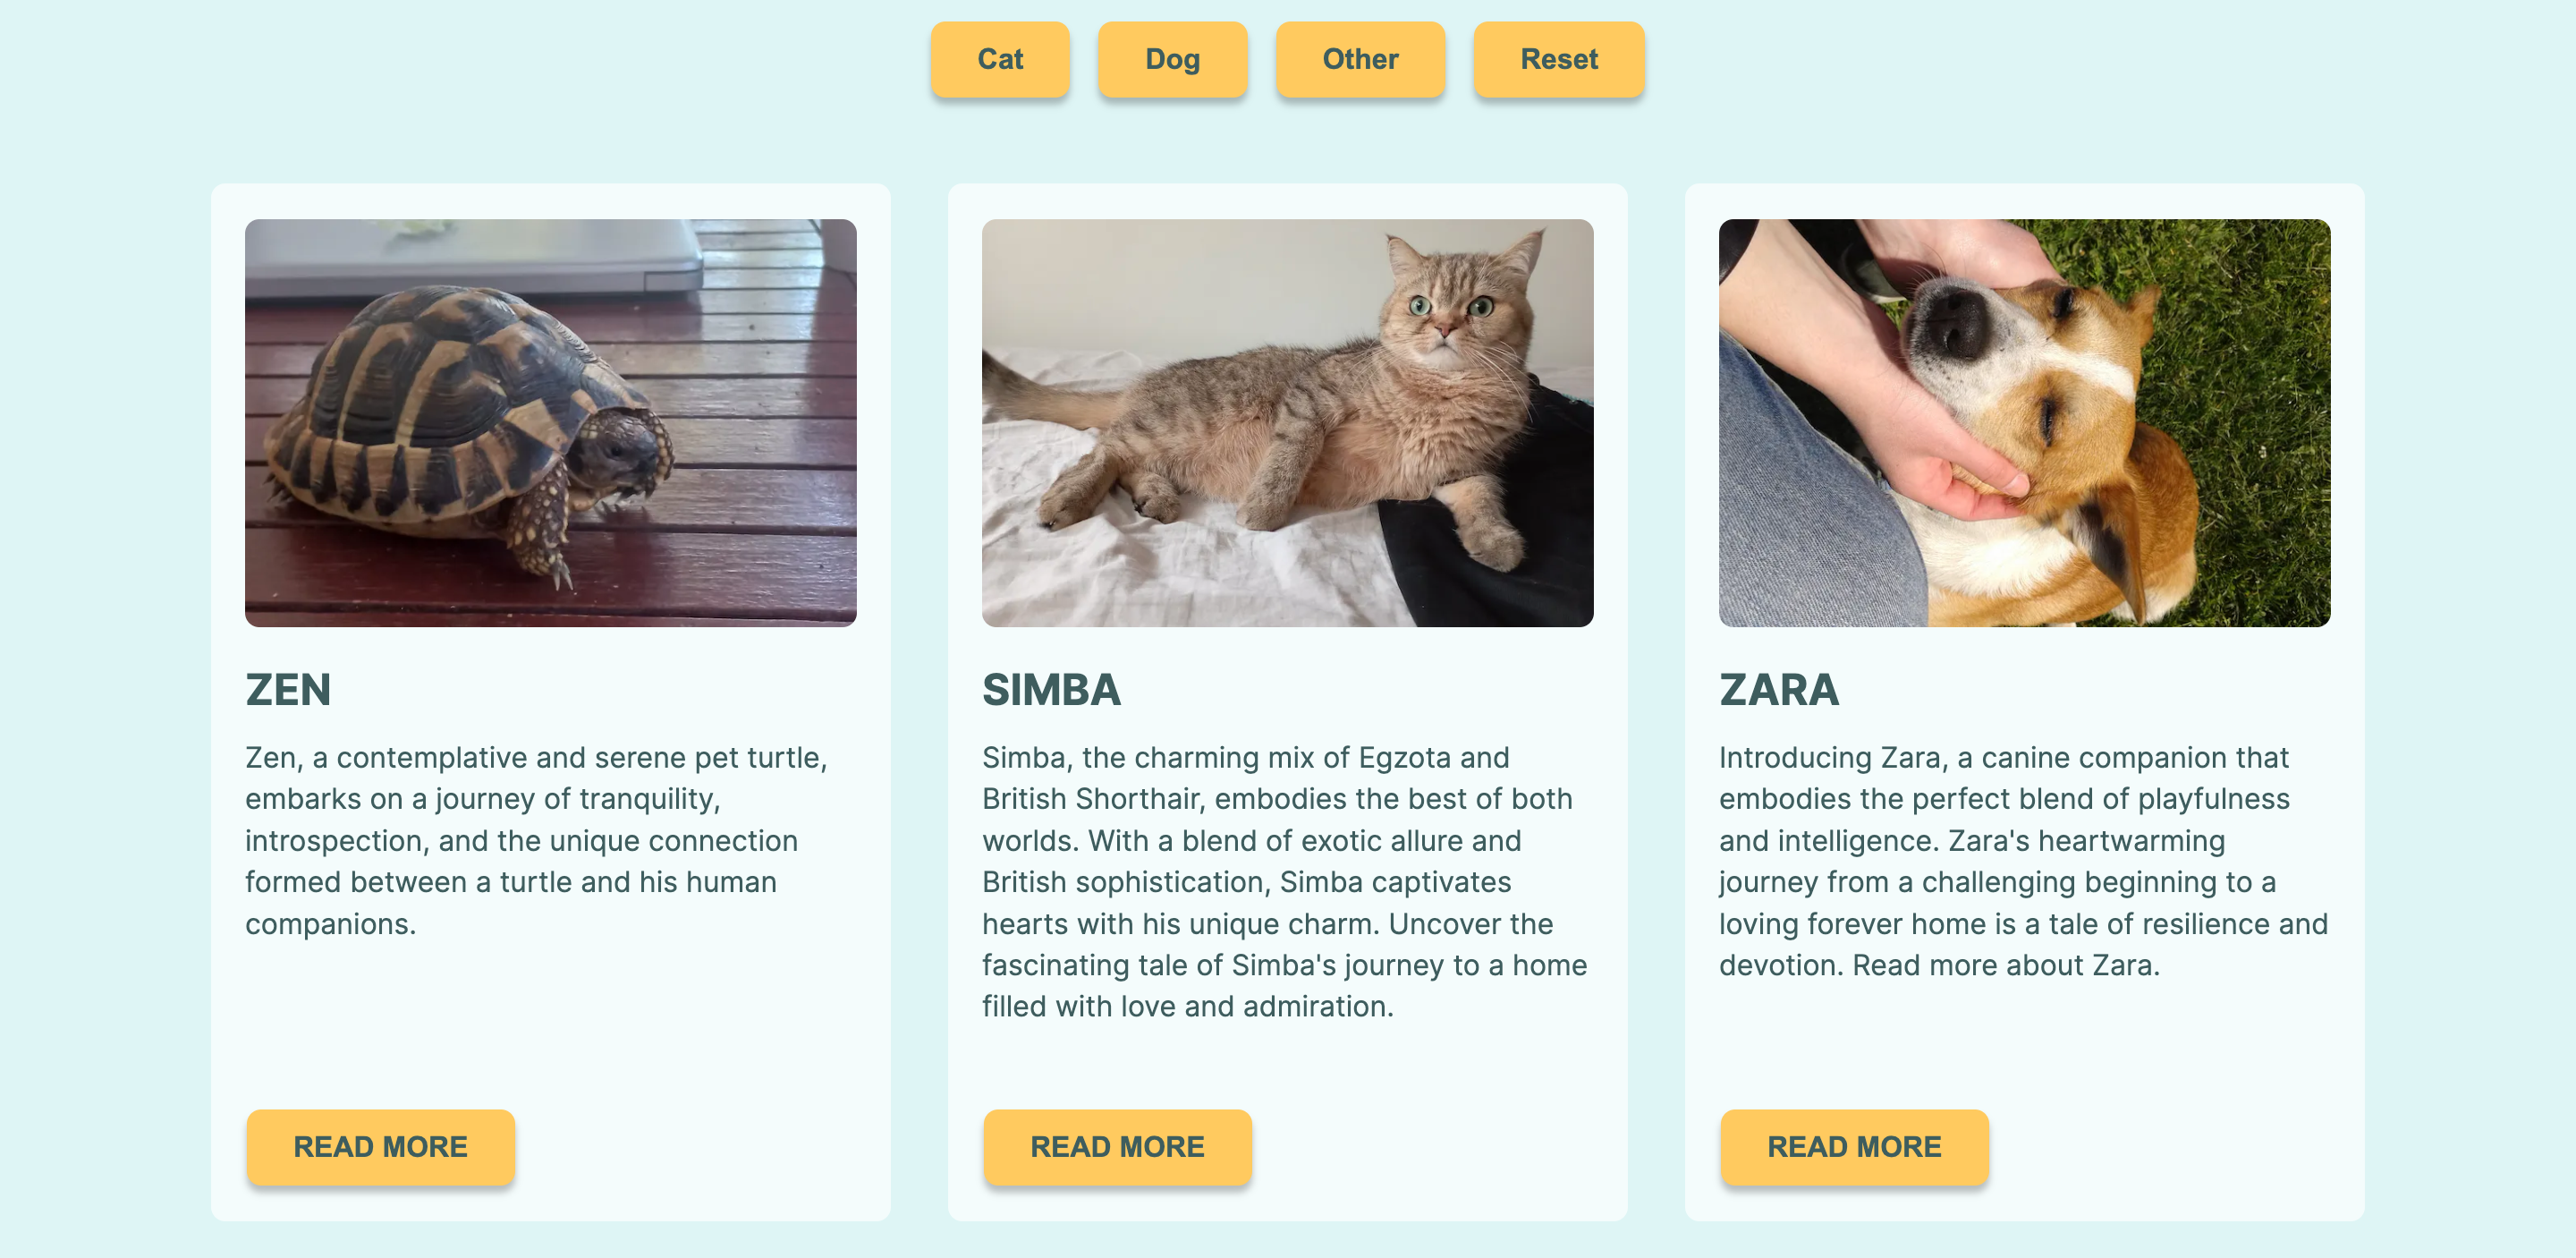 Cat Dog Other Reset
ZEN
Zen, a contemplative and serene pet turtle,
embarks on a journey of tranquility,
introspection, and the unique connection
formed between a turtle and his human
companions.
READ MORE
SIMBA
Simba, the charming mix of Egzota and
British Shorthair, embodies the best of both
worlds. With a blend of exotic allure and
British sophistication, Simba captivates
hearts with his unique charm. Uncover the
fascinating tale of Simba's journey to a home
filled with love and admiration.
READ MORE
ZARA
Introducing Zara, a canine companion that
embodies the perfect blend of playfulness
and intelligence. Zara's heartwarming
journey from a challenging beginning to a
loving forever home is a tale of resilience and
devotion. Read more about Zara.
READ MORE